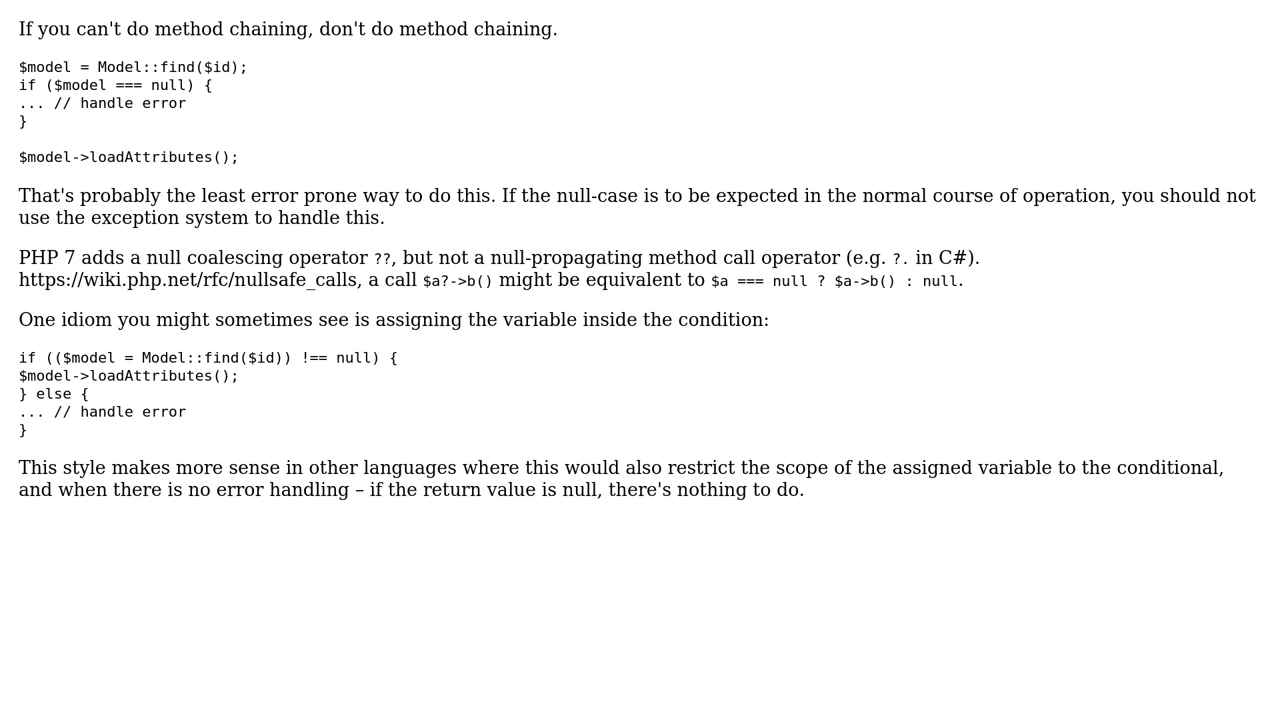 If you can't do method chaining, don't do method chaining.
$model = Model::find($id);
if ($model === null) {
... // handle error
}
$model->loadAttributes();
That's probably the least error prone way to do this. If the null-case is to be expected in the normal course of operation, you should not
use the exception system to handle this.
PHP 7 adds a null coalescing operator ??, but not a null-propagating method call operator (e.g. ?. in C#).
https://wiki.php.net/rfc/nullsafe_calls, a call $a?->b() might be equivalent to $a === null ? $a->b() : null.
One idiom you might sometimes see is assigning the variable inside the condition:
if (($model = Model::find($id)) !== null) {
$model->loadAttributes();
} else {
... // handle error
}
This style makes more sense in other languages where this would also restrict the scope of the assigned variable to the conditional,
and when there is no error handling – if the return value is null, there's nothing to do.